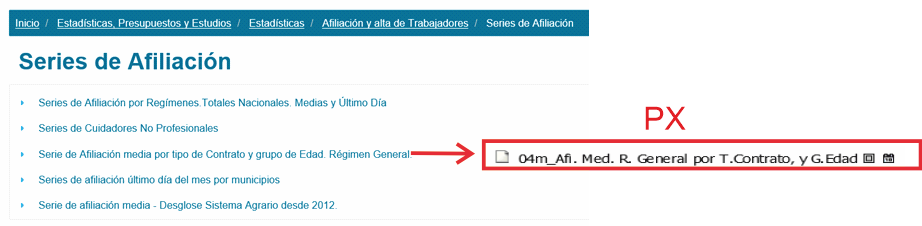 Inicio / Estadísticas, Presupuestos y Estudios / Estadísticas / Afiliación y alta de Trabajadores / Series de Afiliación
Series de Afiliación
Series de Afiliación por Regímenes.Totales Nacionales. Medias y Último Día
PX
Series de Cuidadores No Profesionales
Serie de Afiliación media por tipo de Contrato y grupo de Edad. Régimen General.
04m_Afi. Med. R. General por T.Contrato, y G.Edad
Series de afiliación último día del mes por municipios
Serie de afiliación media - Desglose Sistema Agrario desde 2012.